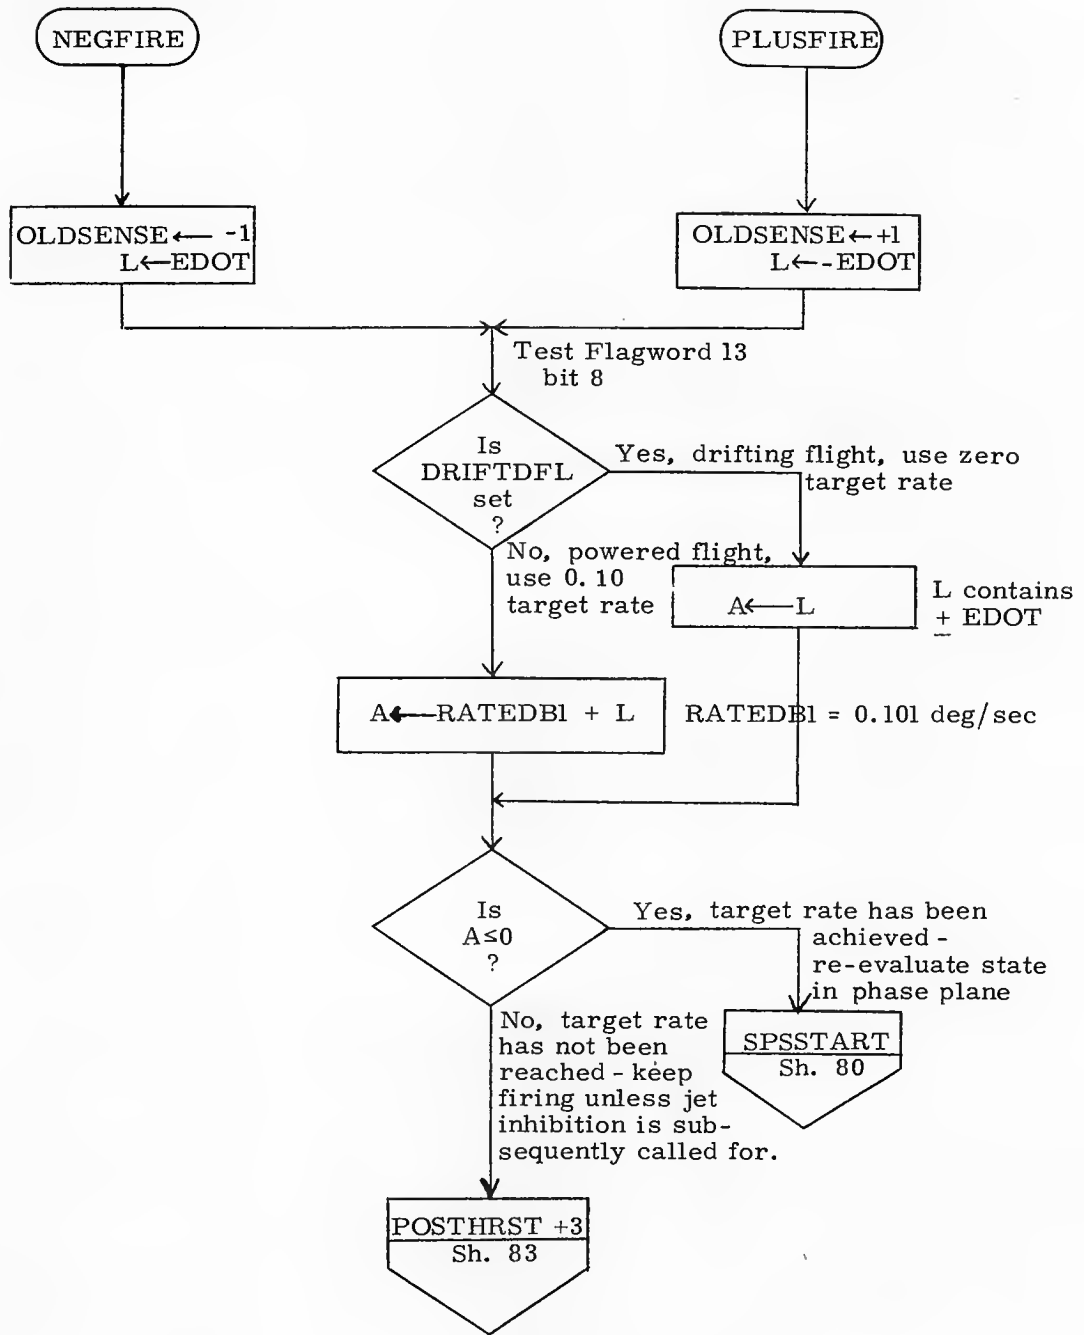 NEGFIRE
PLUSFIRE
OLDSENSE ← -1
L←EDOT
OLDSENSE←+1
L←-EDOT
Test Flagword 13
bit 8
Is
DRIFTDFL
set
?
Yes, drifting flight, use zero
target rate
No, powered flight,
use 0.10
target rate
A←L
L contains
± EDOT
A←RATEDB1 + L
RATEDB1 = 0.101 deg/sec
Is
A≤0
?
Yes, target rate has been
achieved -
re-evaluate state
in phase plane
No, target rate
has not been
reached - keep
firing unless jet
inhibition is sub-
sequently called for.
SPSSTART
Sh. 80
POSTHRST +3
Sh. 83